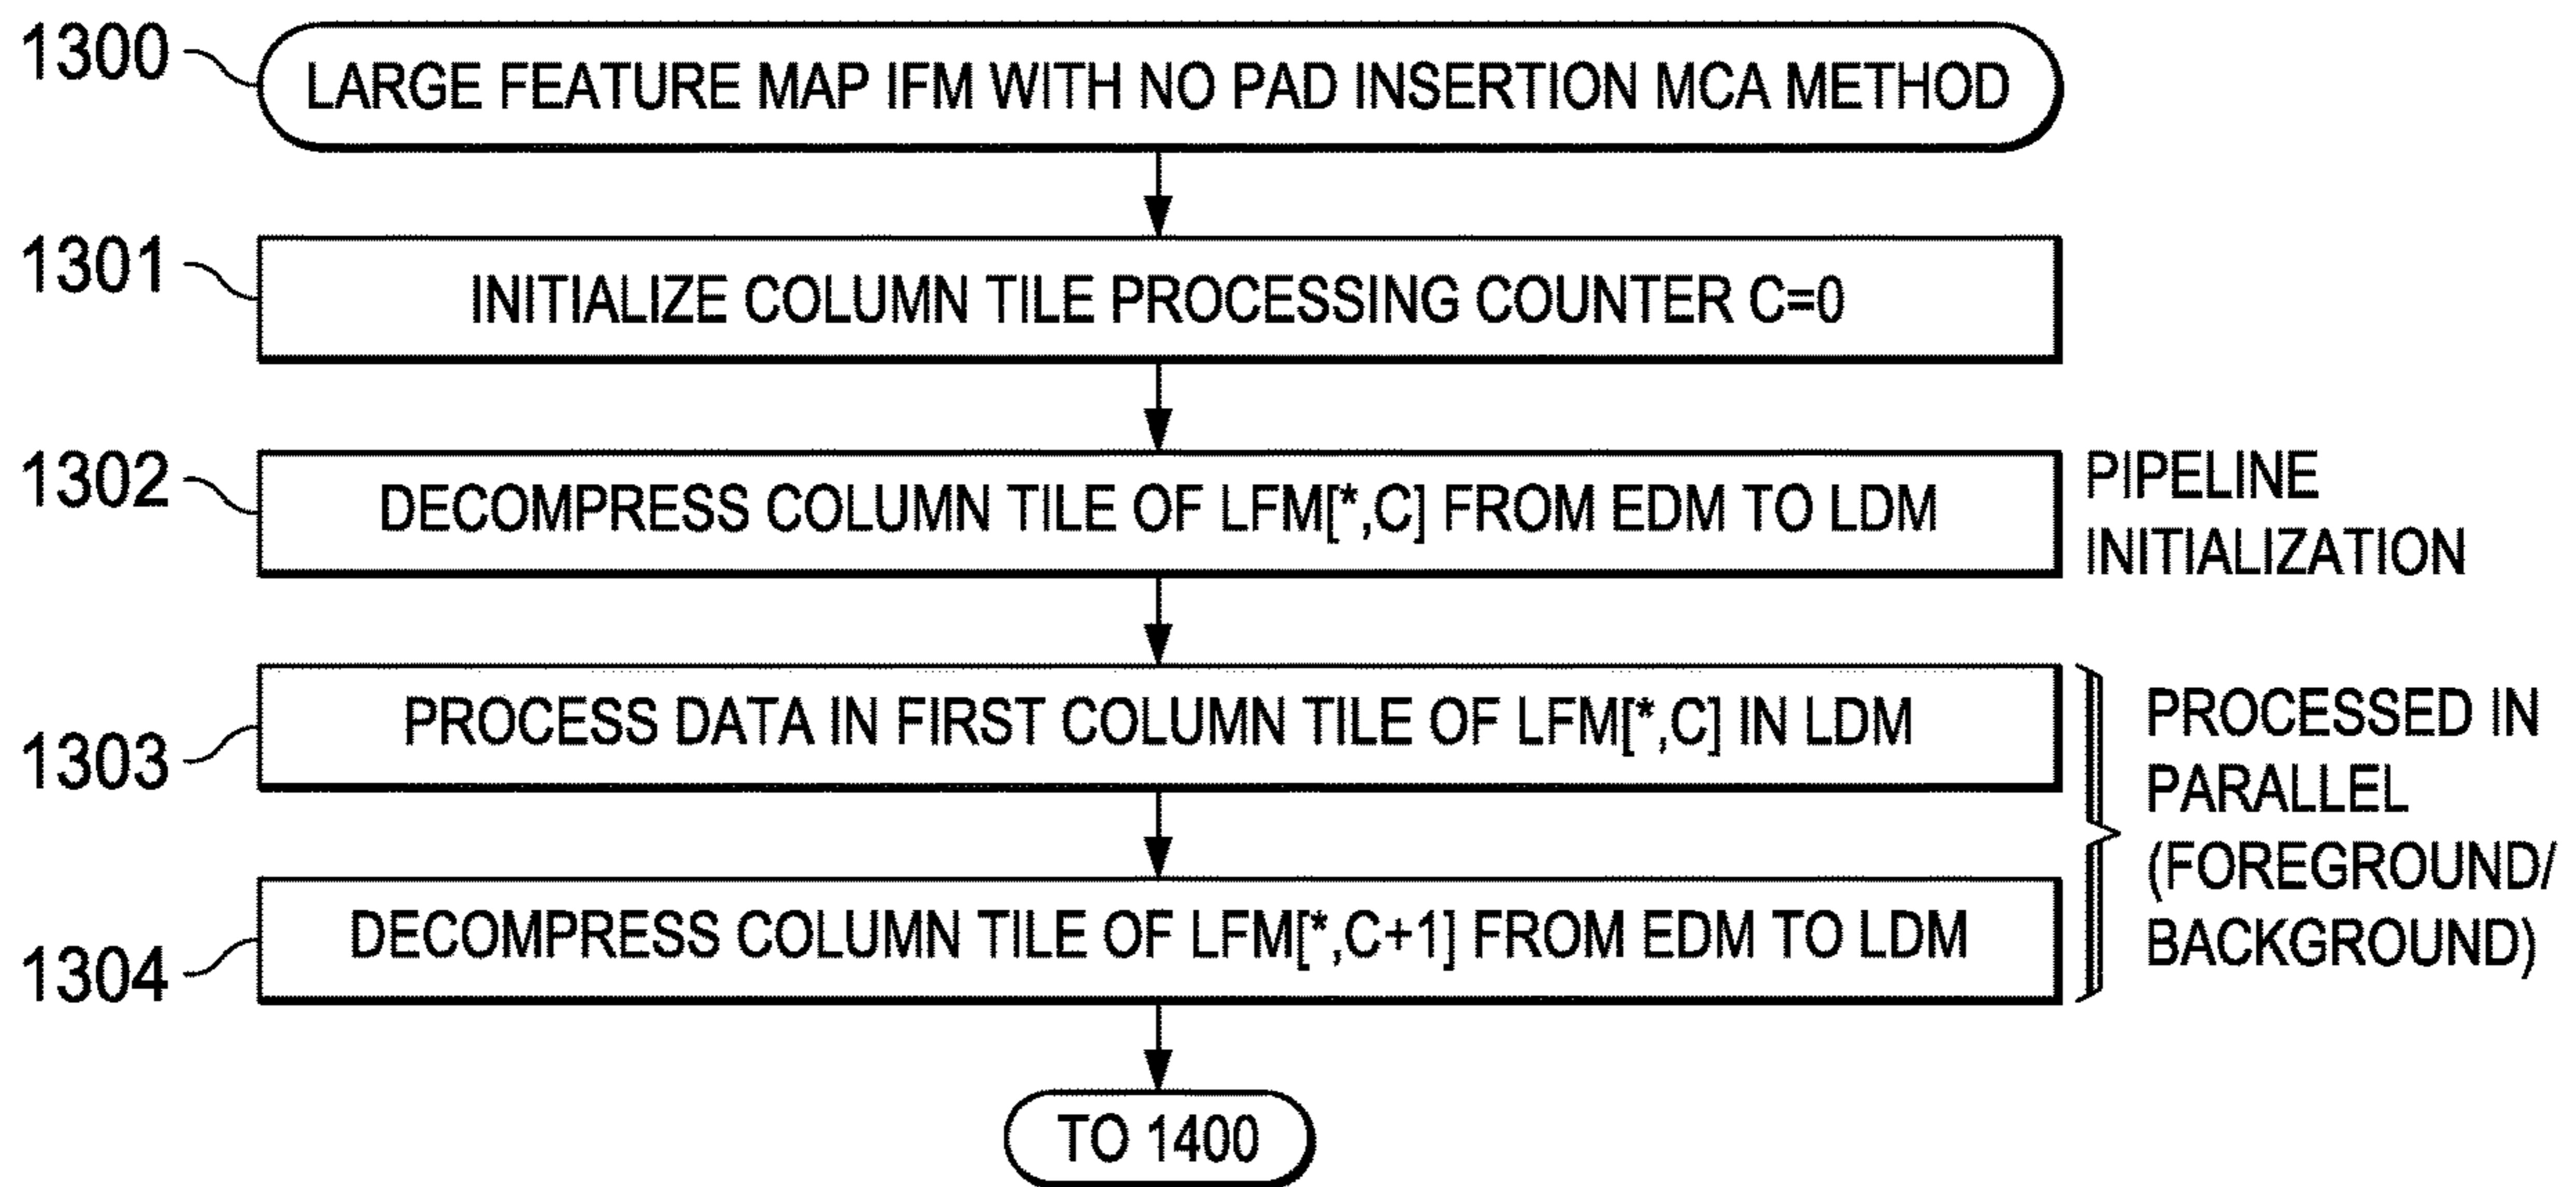 1300
LARGE FEATURE MAP IFM WITH NO PAD INSERTION MCA METHOD
1301
INITIALIZE COLUMN TILE PROCESSING COUNTER C=0
1302
DECOMPRESS COLUMN TILE OF LFM[*,C] FROM EDM TO LDM
PIPELINE
INITIALIZATION
1303
PROCESS DATA IN FIRST COLUMN TILE OF LFM[*,C] IN LDM
1304
DECOMPRESS COLUMN TILE OF LFM[*,C+1] FROM EDM TO LDM
PROCESSED IN
PARALLEL
(FOREGROUND/
BACKGROUND)
TO 1400